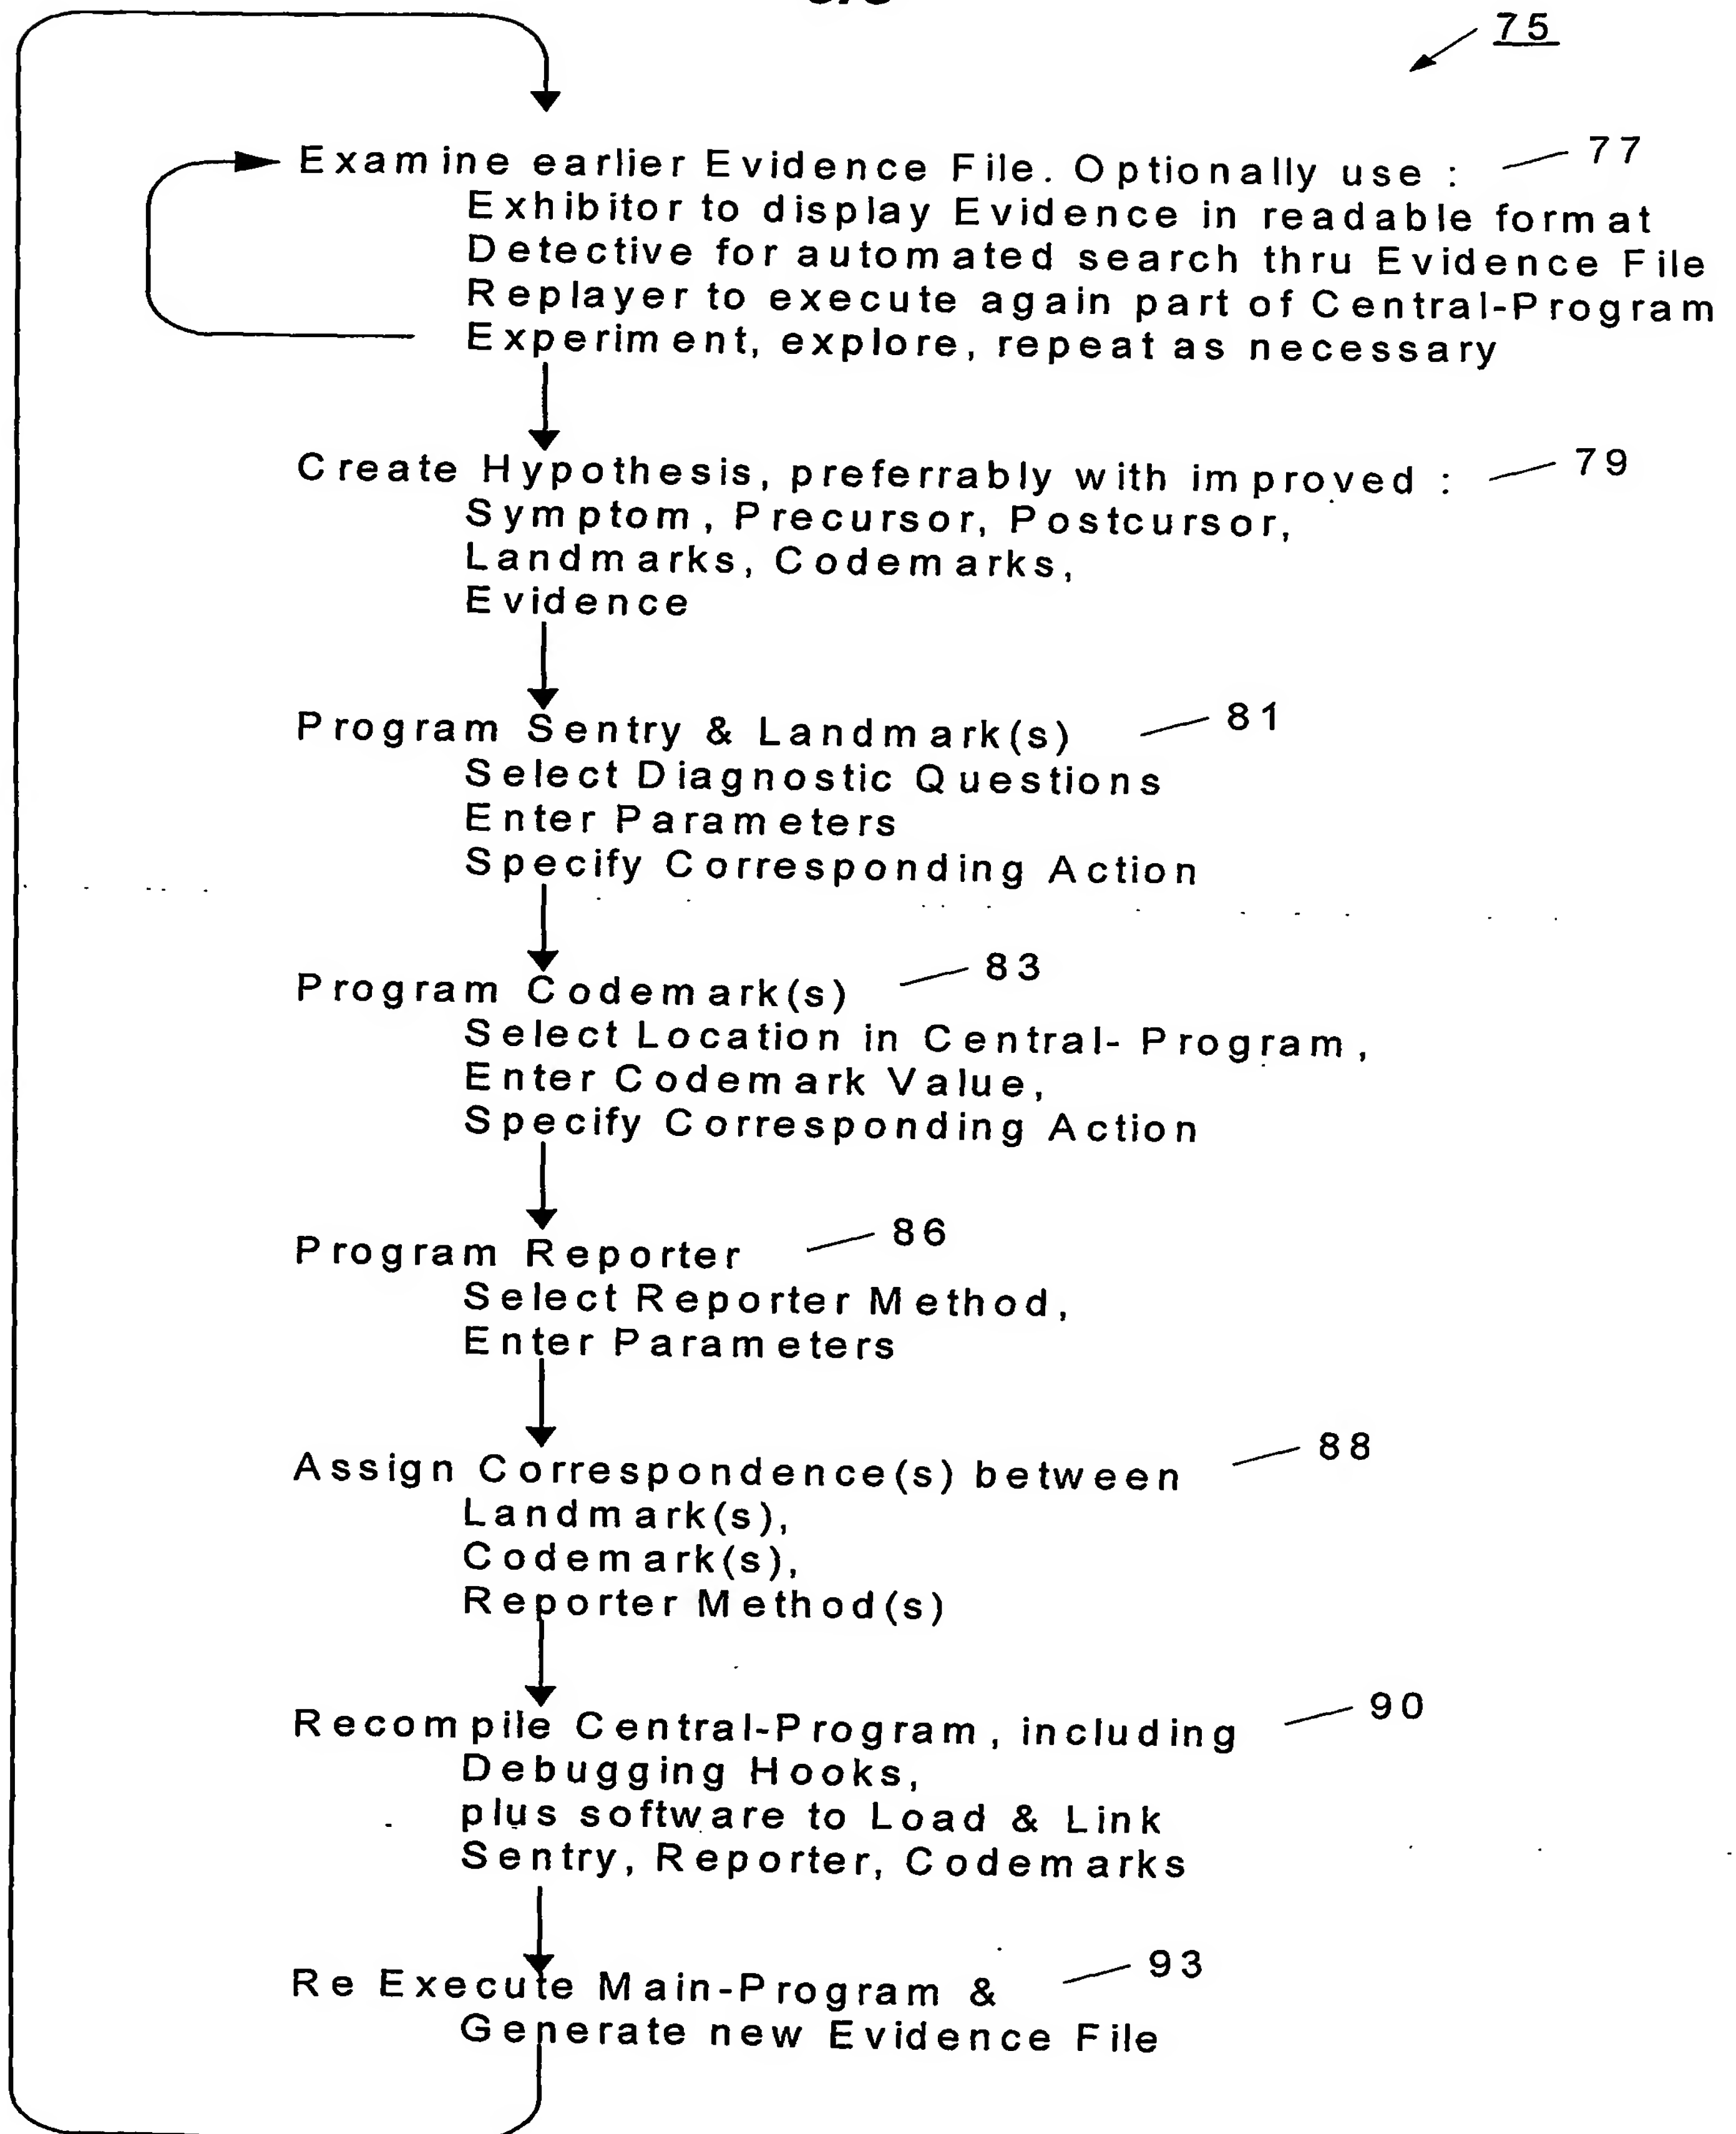 75
Examine earlier Evidence File. Optionally use : 77
Exhibitor to display Evidence in readable format
Detective for automated search thru Evidence File
Replayer to execute again part of Central-Program
Experiment, explore, repeat as necessary
Create Hypothesis, preferrably with improved : 79
Symptom, Precursor, Postcursor,
Landmarks, Codemarks,
Evidence
Program Sentry & Landmark(s) 81
Select Diagnostic Questions
Enter Parameters
Specify Corresponding Action
Program Codemark(s) 83
Select Location in Central- Program,
Enter Codemark Value,
Specify Corresponding Action
Program Reporter 86
Select Reporter Method,
Enter Parameters
Assign Correspondence(s) between 88
Landmark(s),
Codemark(s),
Reporter Method(s)
Recompile Central-Program, including 90
Debugging Hooks,
plus software to Load & Link
Sentry, Reporter, Codemarks
Re Execute Main-Program & 93
Generate new Evidence File